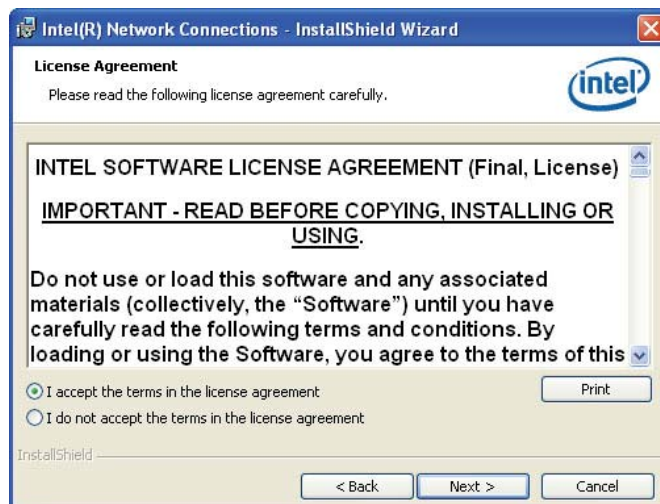 Intel(R) Network Connections - InstallShield Wizard
License Agreement
Please read the following license agreement carefully.
intel
INTEL SOFTWARE LICENSE AGREEMENT (Final, License)
IMPORTANT - READ BEFORE COPYING, INSTALLING OR
USING.
Do not use or load this software and any associated
materials (collectively, the “Software”) until you have
carefully read the following terms and conditions. By
loading or using the Software, you agree to the terms of this
I accept the terms in the license agreement
Print
I do not accept the terms in the license agreement
InstallShield
< Back
Next >
Cancel